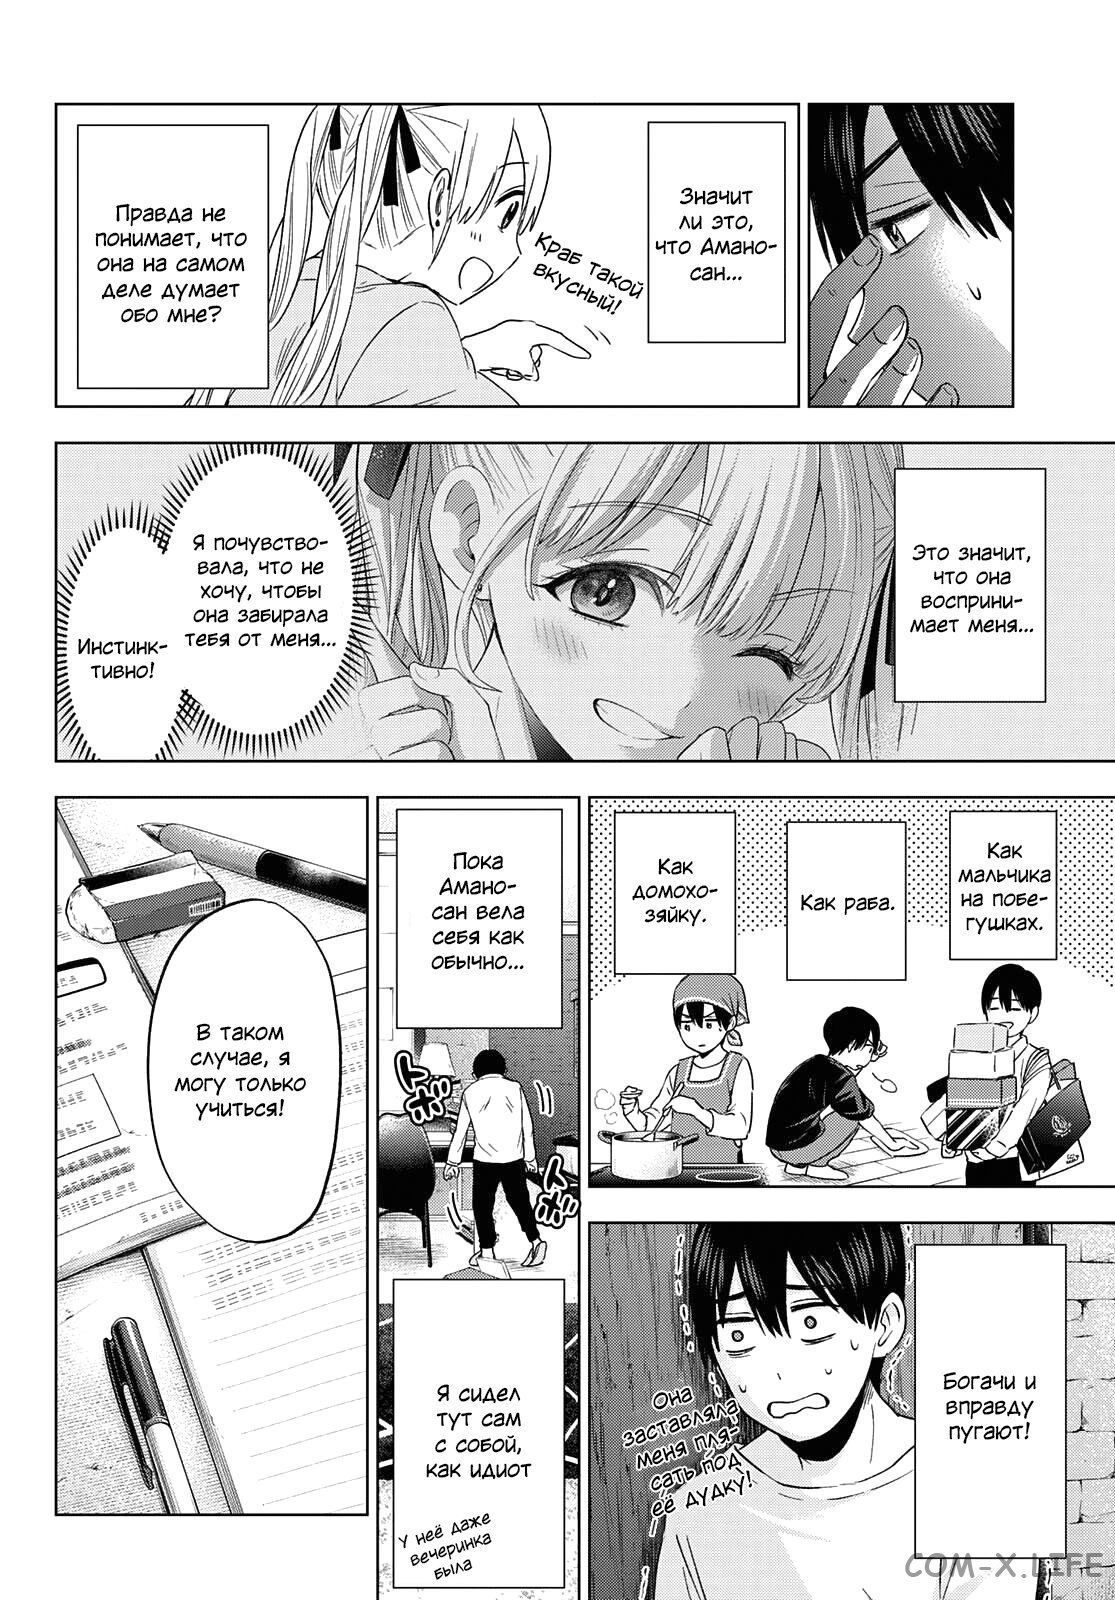 Значит
ли это,
что Амано-
сан...
Краб такой
вкусный!
Правда не
понимает, что
она на самом
деле думает
обо мне?
Это значит,
что она
восприни-
мает меня...
Я почувство-
вала, что не
хочу, чтобы
она забирала
тебя от меня...
Инстинк-
тивно!
Как
мальчика
на побе-
гушках.
Как раба.
Как
домохо-
зяйку.
Богачи и
вправду
пугают!
Она
заставляла
меня пля-
сать под
её дудку!
Пока
Амано-
сан вела
себя как
обычно...
トボ
トボ
Я сидел
тут сам
с собой,
как идиот
У неё даже
вечеринка
была
В таком
случае, я
могу только
учиться!
COM-X.LIFE